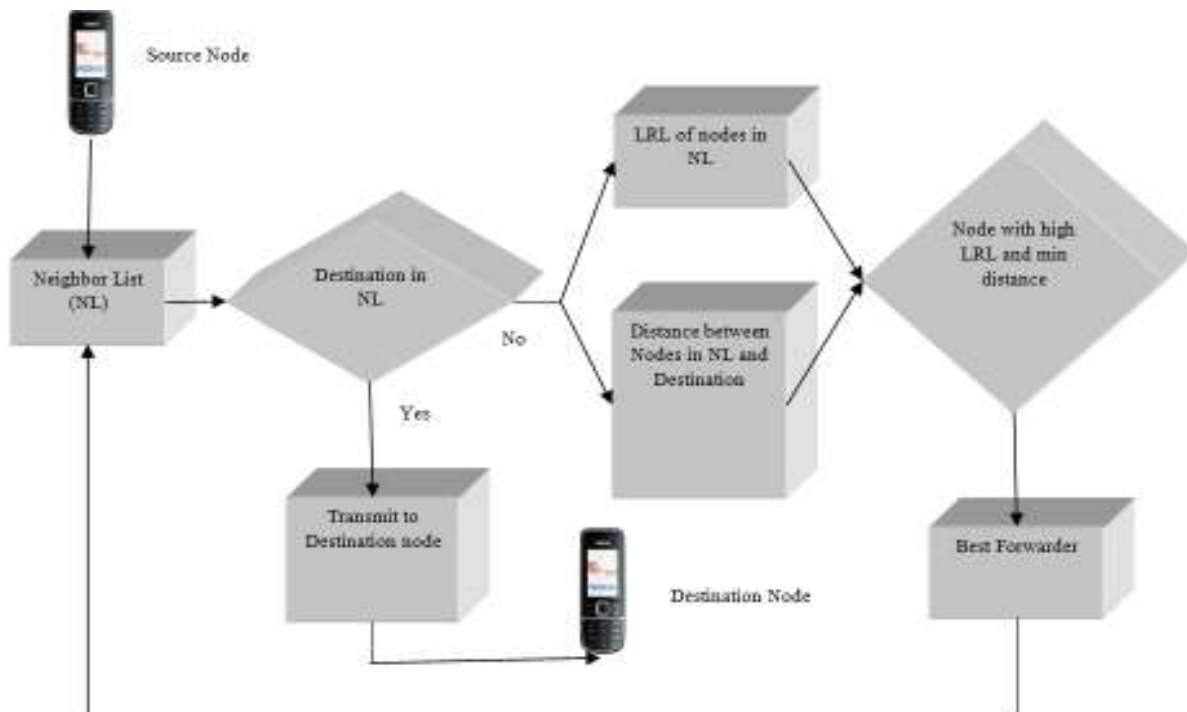 Source Node
LRL of nodes in
NL
Neighbor List
(NL)
Destination in
NL
Node with high
LRL and min
distance
No
Distance between
Nodes in NL and
Destination
Yes
Transmit to
Destination node
Best Forwarder
Destination Node